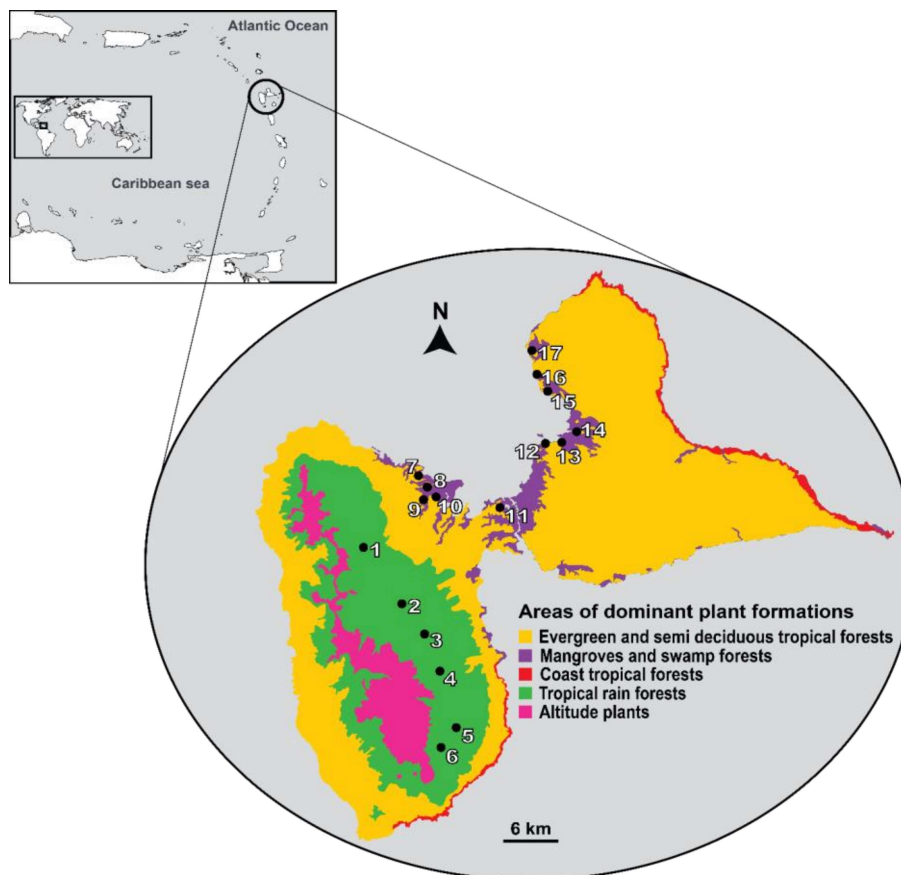 Atlantic Ocean
Caribbean sea
N
17
16
15
14
12
13
7
8
9
10
11
1
2
3
4
5
6
Areas of dominant plant formations
Evergreen and semi deciduous tropical forests
Mangroves and swamp forests
Coast tropical forests
Tropical rain forests
Altitude plants
6 km